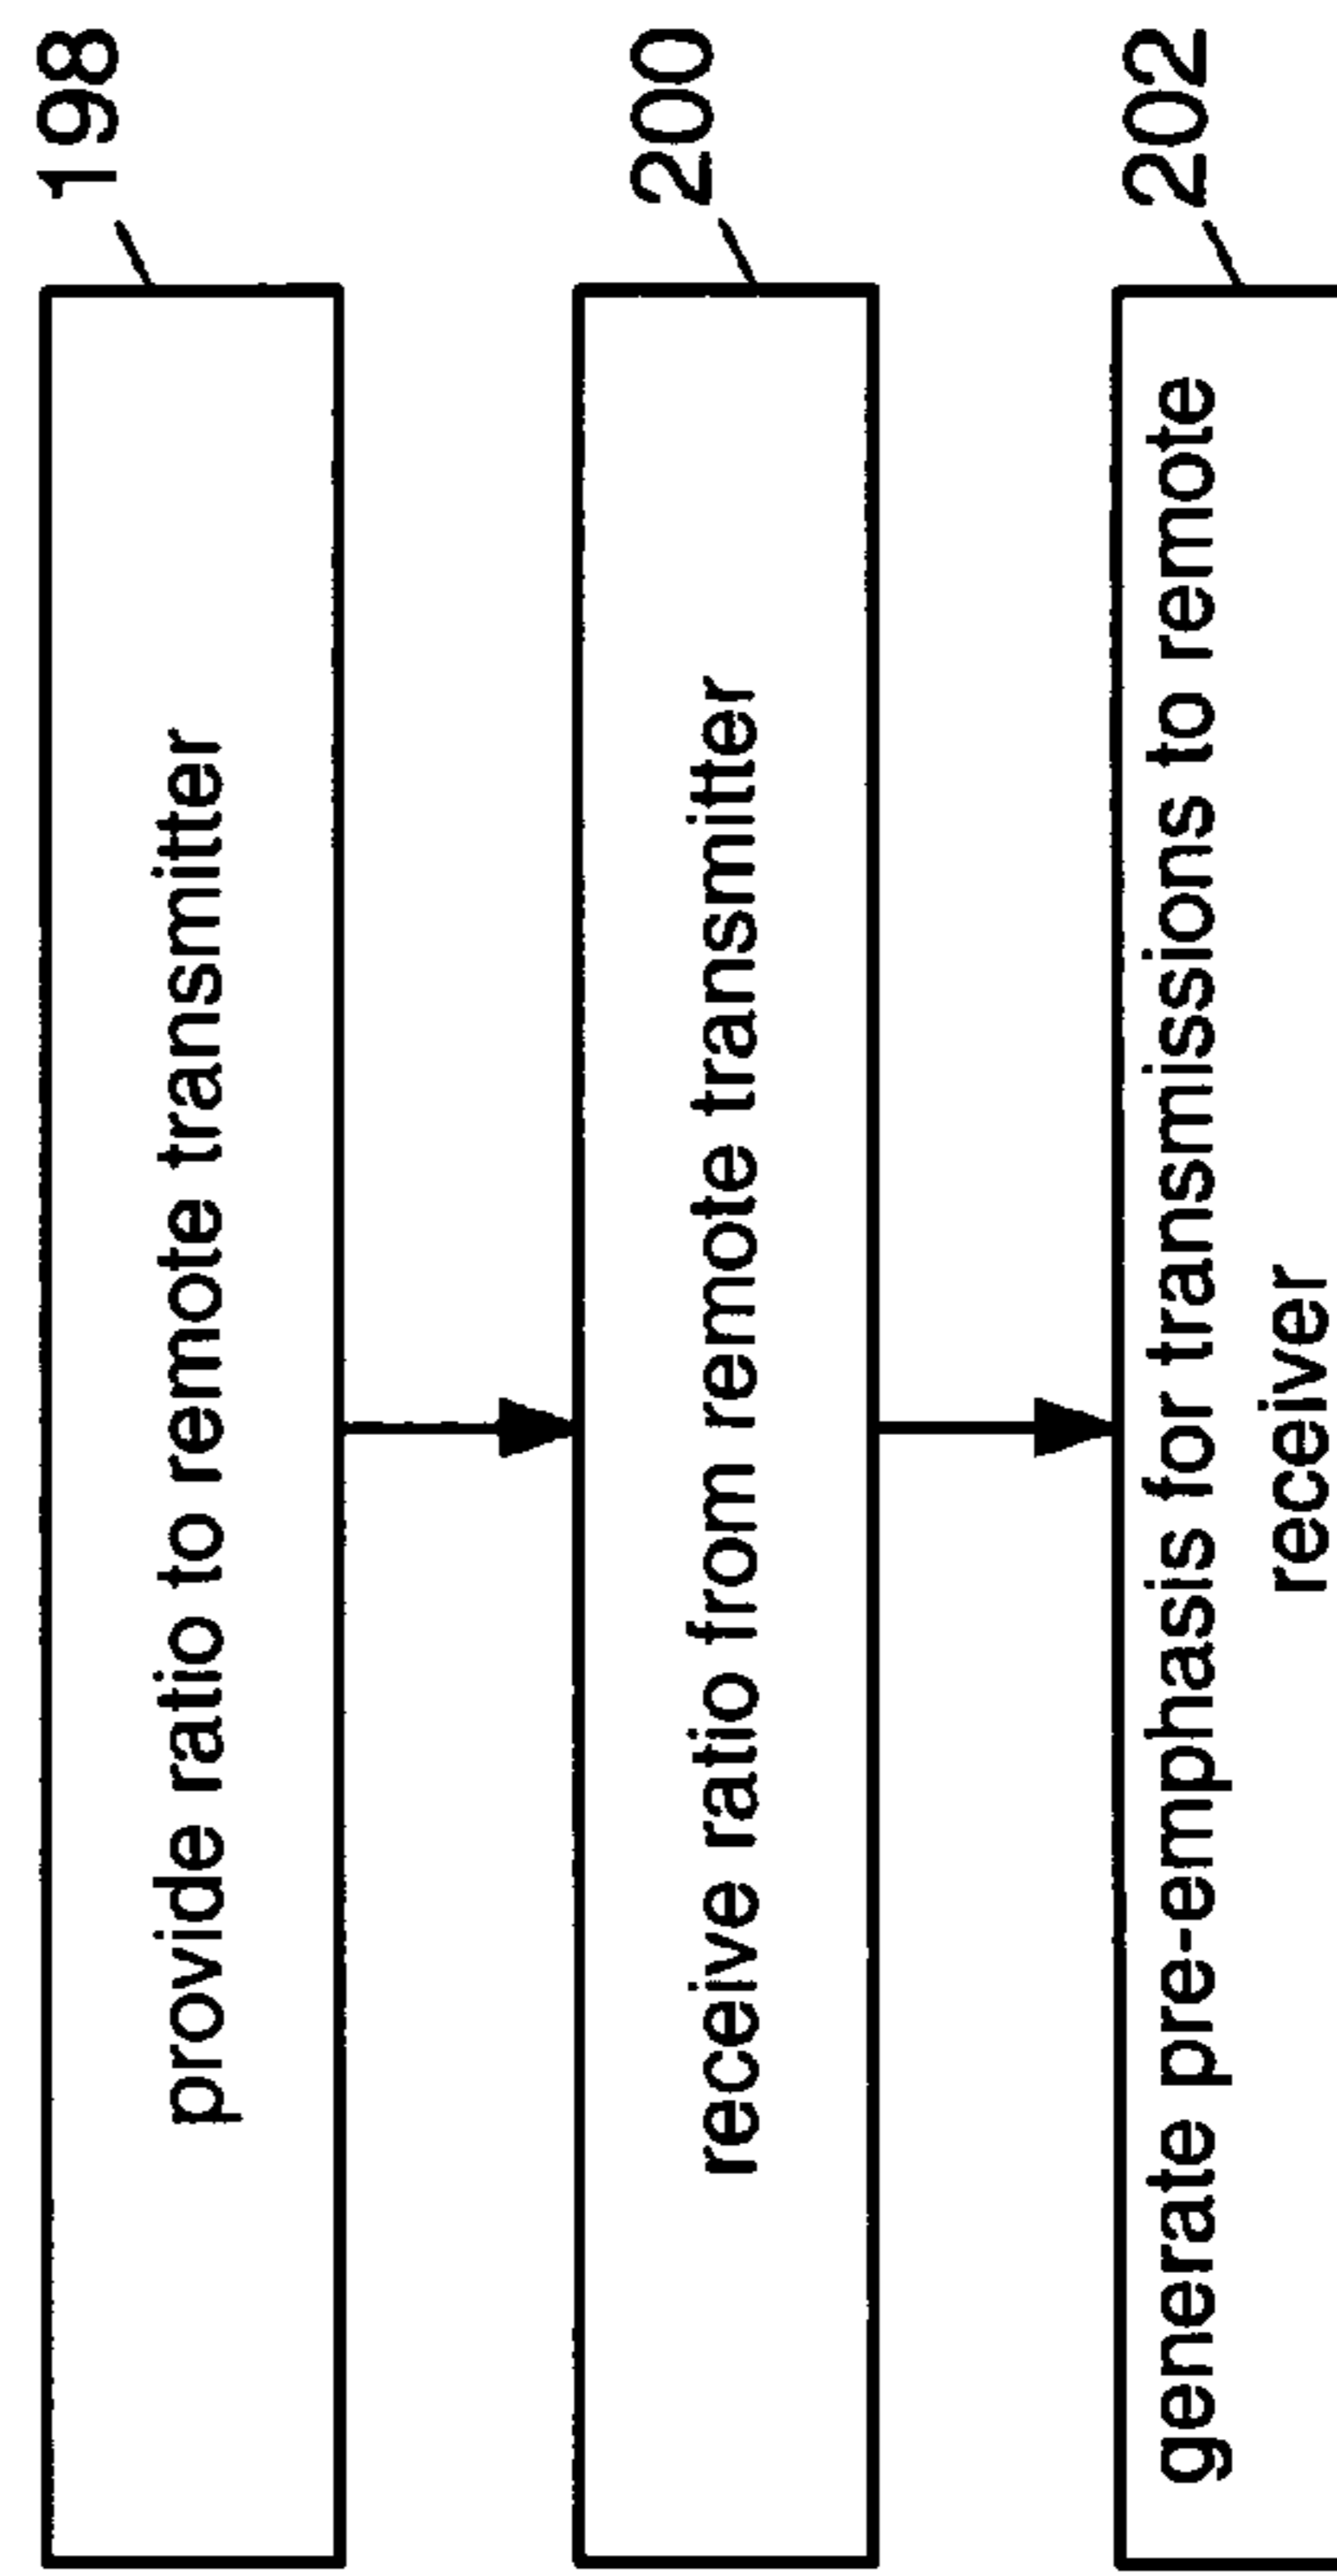 198
provide ratio to remote transmitter
200
receive ratio from remote transmitter
202
generate pre-emphasis for transmissions to remote
receiver